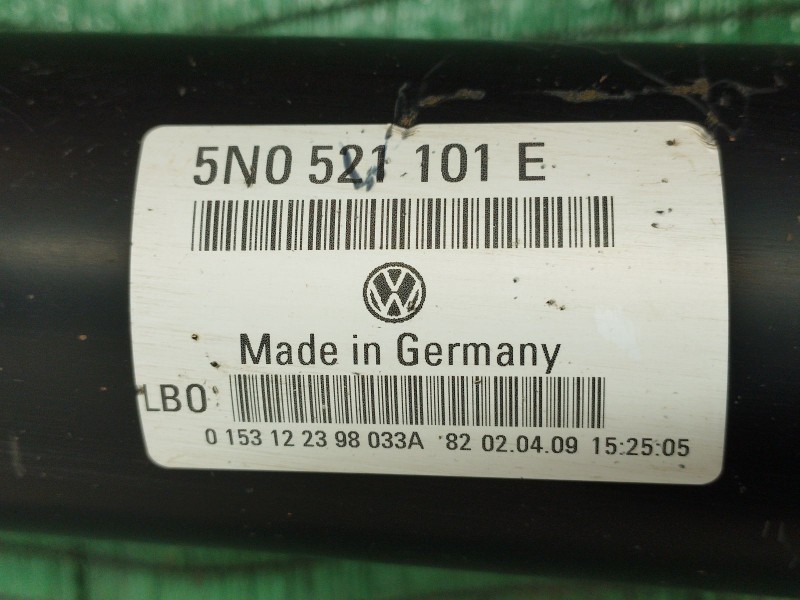 5N0 521 101 E
Made in Germany
LBO
0 153 12 23 98 033A 82 02.04.09 15:25:05